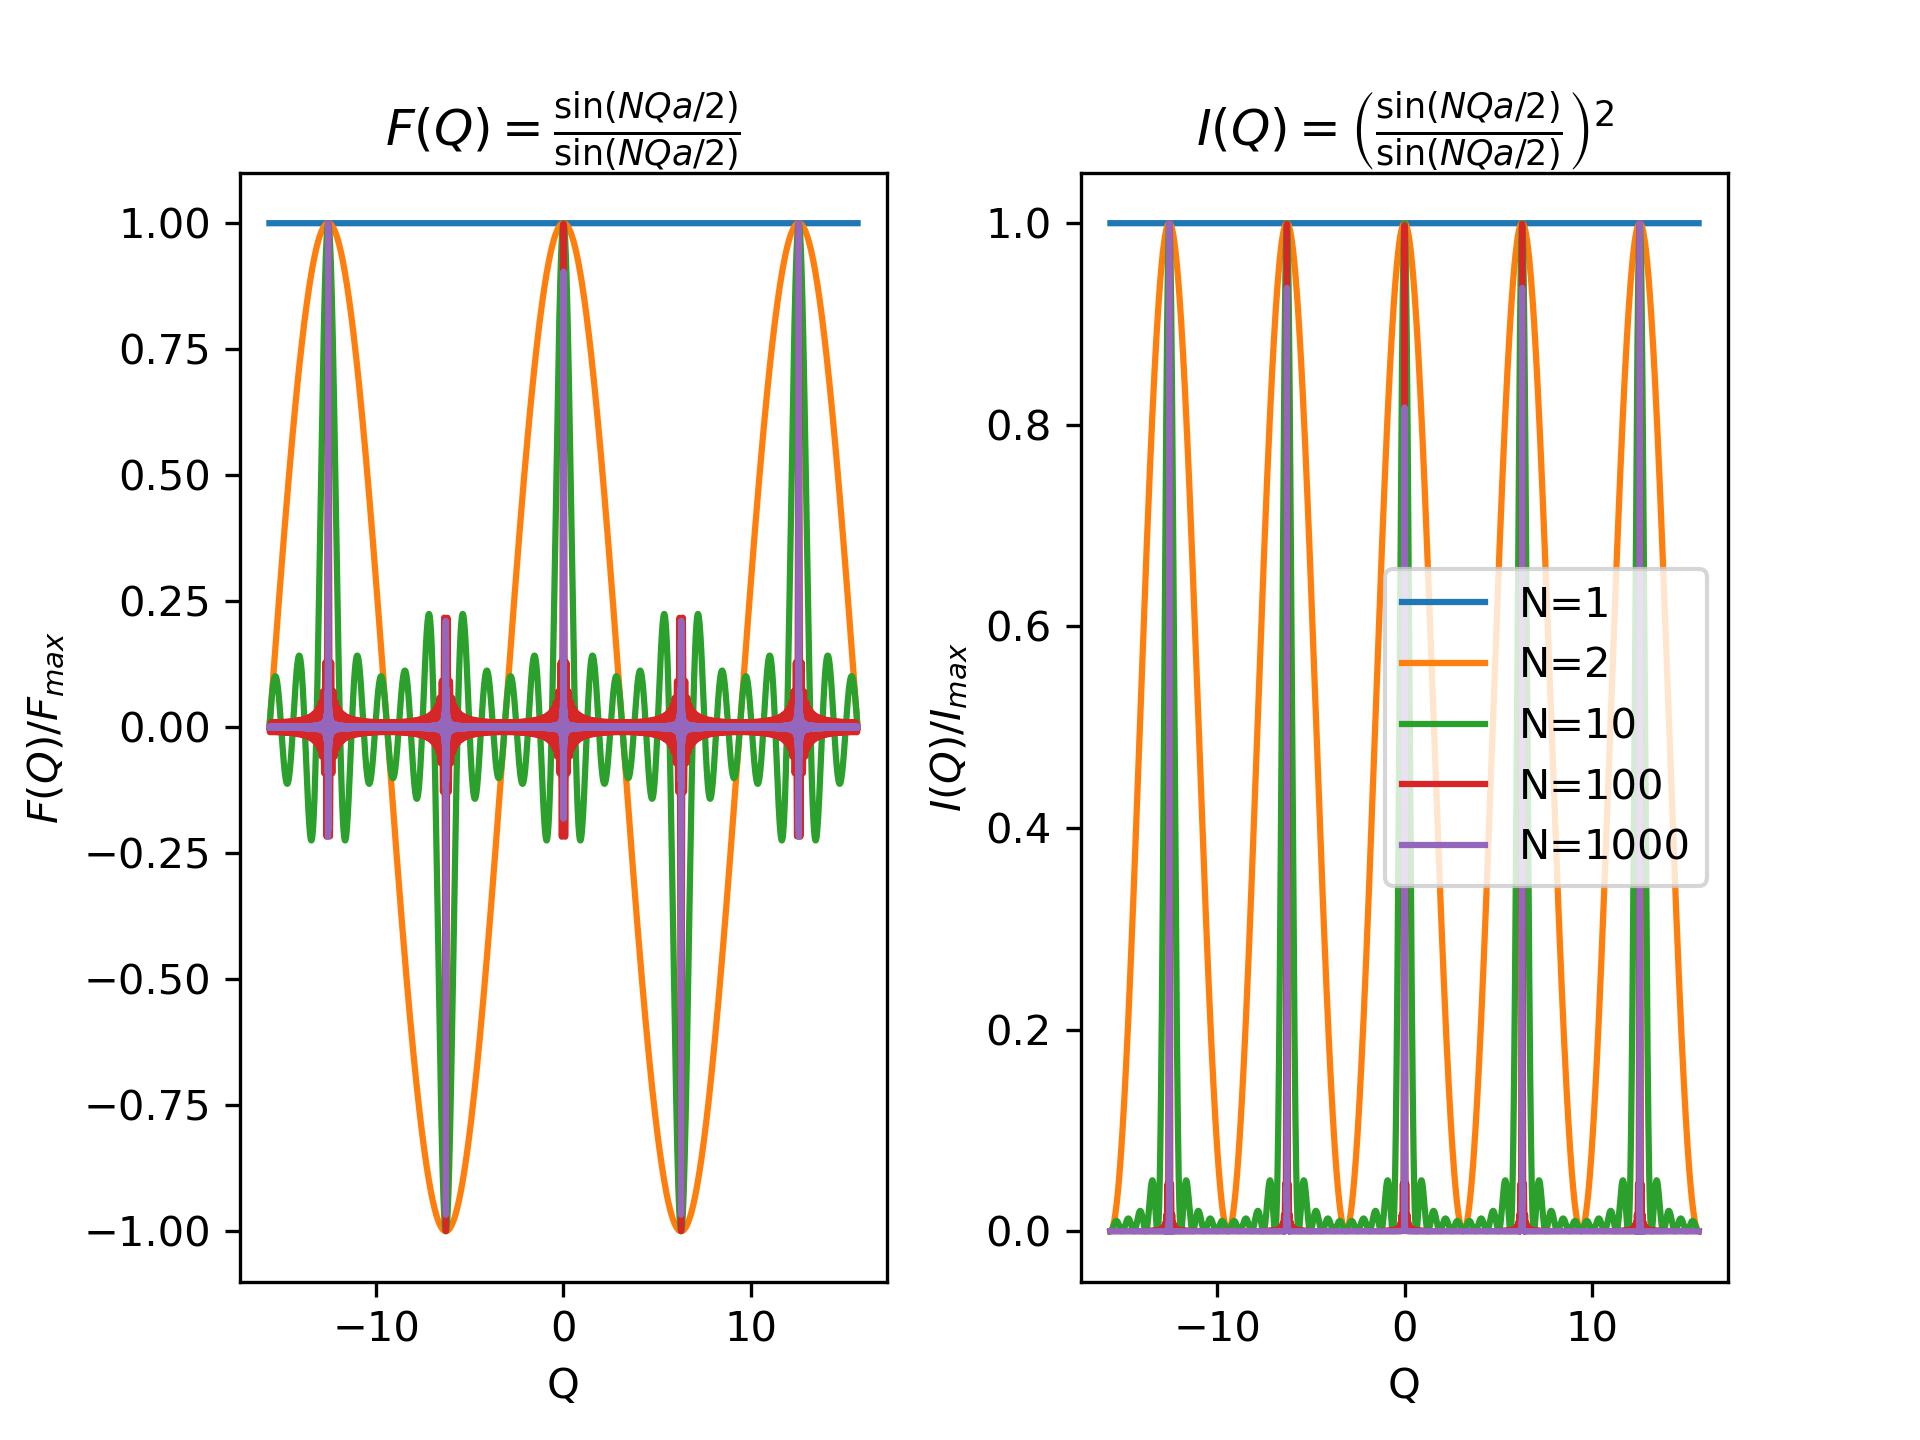 F(Q) = sin(NQa/2) / sin(NQa/2)
1.00
0.75
0.50
0.25
0.00
−0.25
−0.50
−0.75
−1.00
F(Q)/F_max
−10 0 10
Q
I(Q) = (sin(NQa/2) / sin(NQa/2))²
1.0
0.8
0.6
0.4
0.2
0.0
I(Q)/I_max
−10 0 10
Q
N=1
N=2
N=10
N=100
N=1000